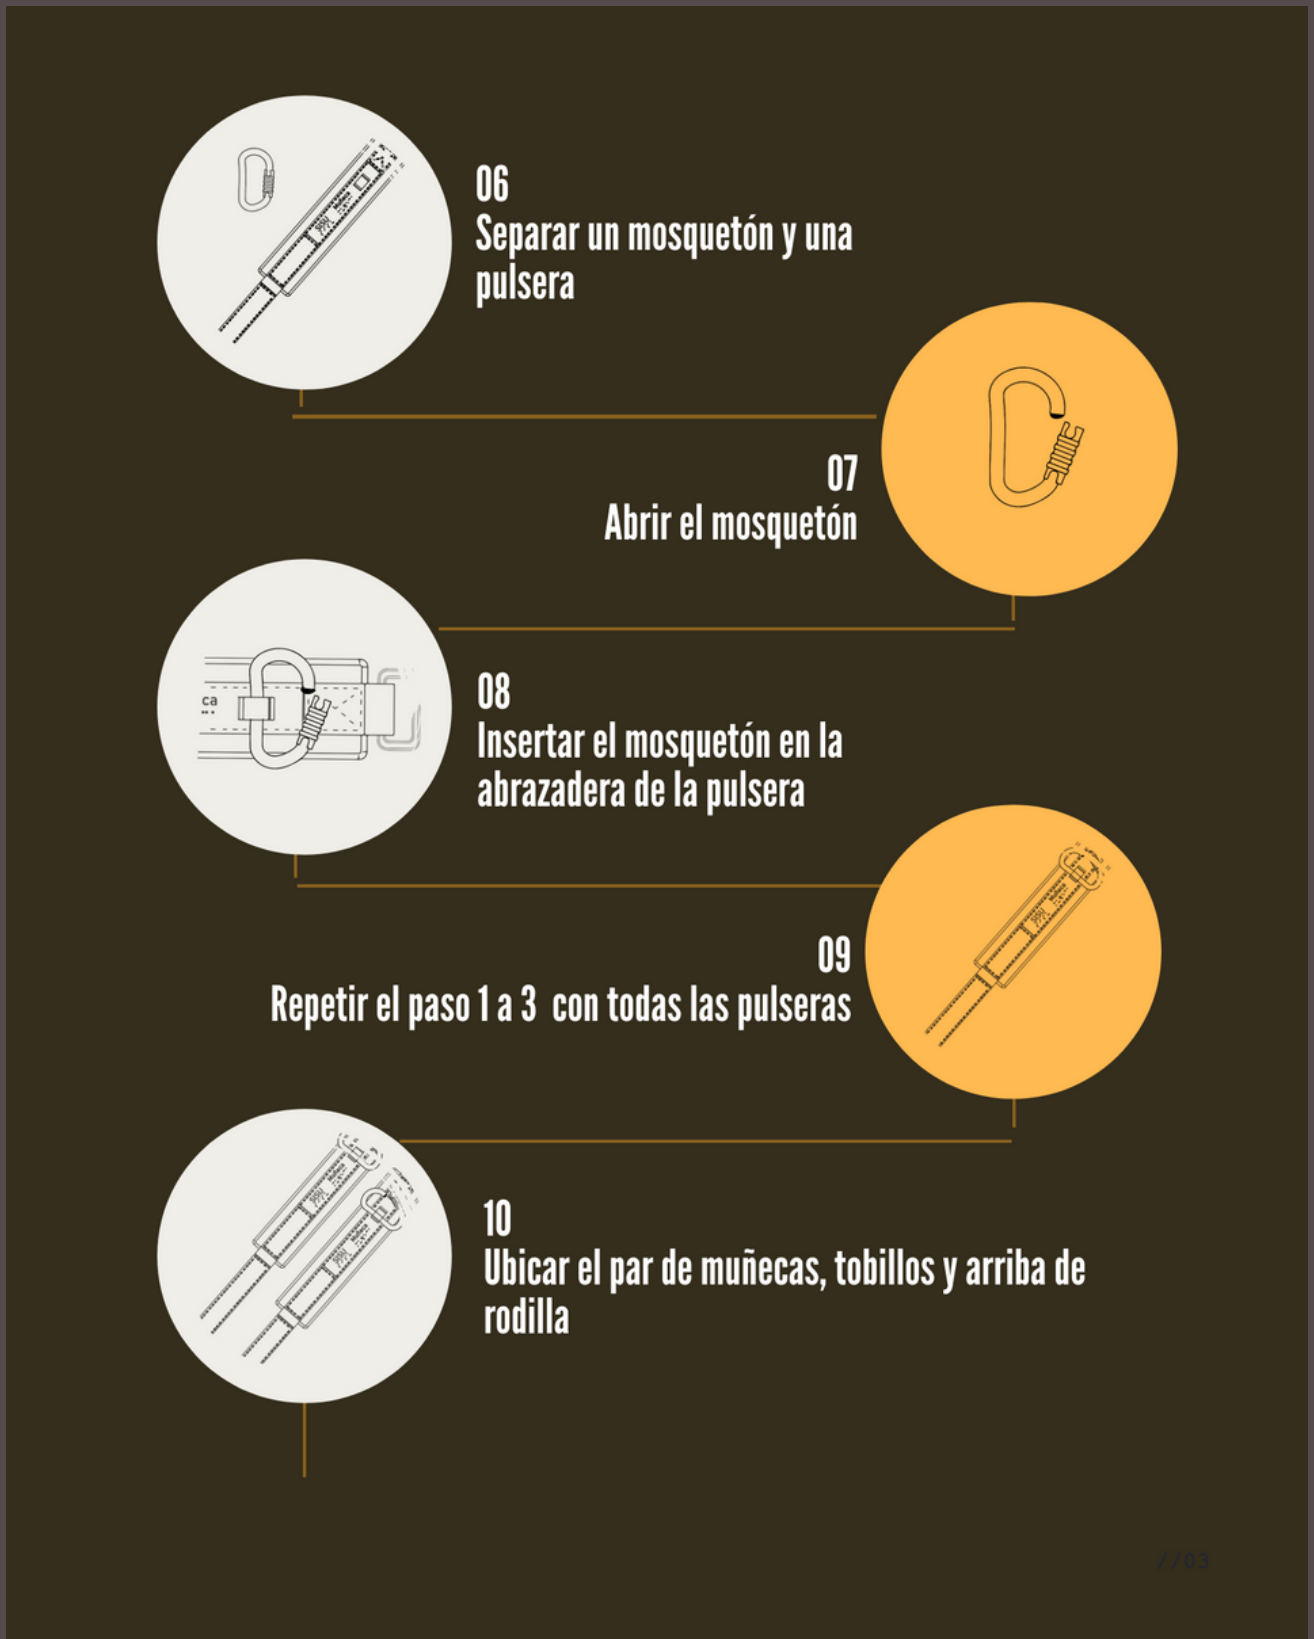 06
Separar un mosquetón y una
pulsera
07
Abrir el mosquetón
ca
08
Insertar el mosquetón en la
abrazadera de la pulsera
09
Repetir el paso 1 a 3 con todas las pulseras
10
Ubicar el par de muñecas, tobillos y arriba de
rodilla
//03